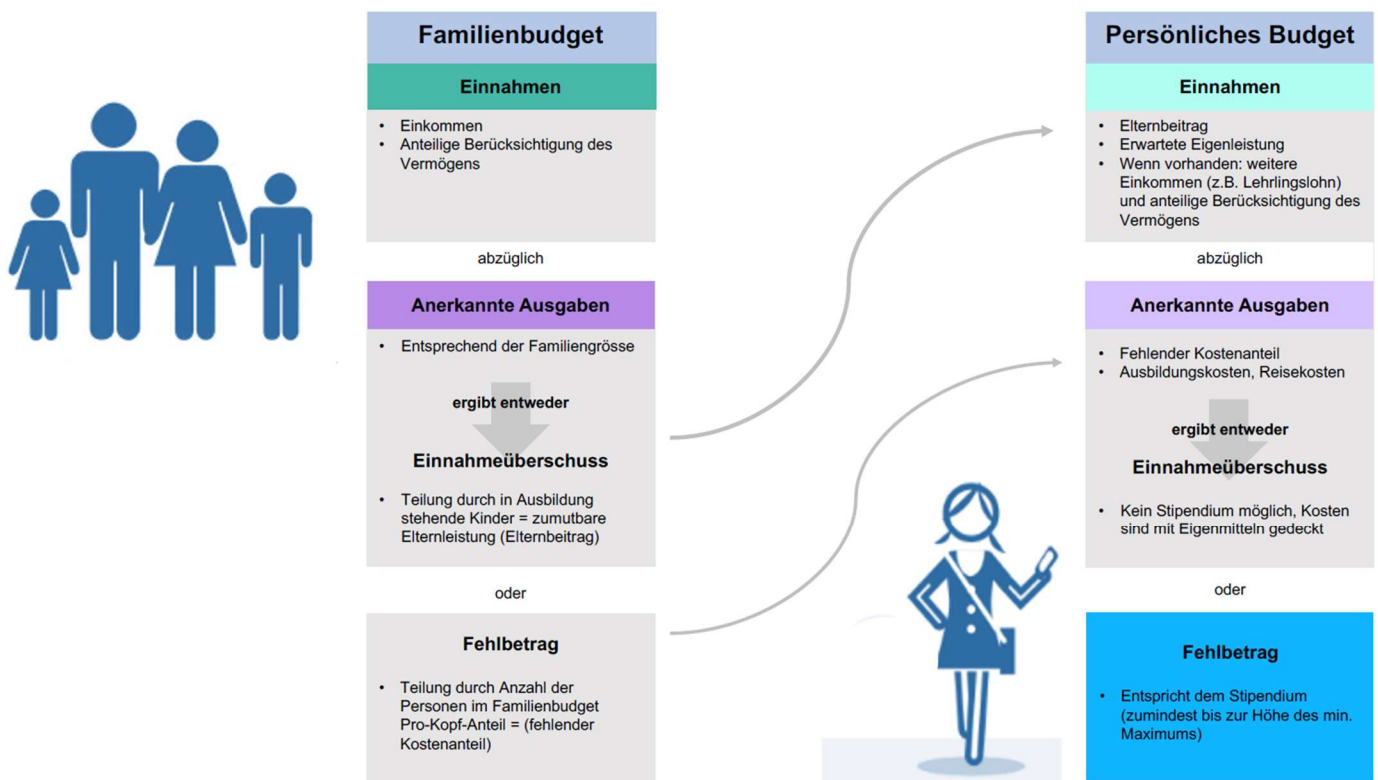 Familienbudget
Einnahmen
• Einkommen
• Anteilige Berücksichtigung des
Vermögens
abzüglich
Anerkannte Ausgaben
• Entsprechend der Familiengrösse
ergibt entweder
Einnahmeüberschuss
• Teilung durch in Ausbildung
stehende Kinder = zumutbare
Elternleistung (Elternbeitrag)
oder
Fehlbetrag
• Teilung durch Anzahl der
Personen im Familienbudget
Pro-Kopf-Anteil = (fehlender
Kostenanteil)
Persönliches Budget
Einnahmen
• Elternbeitrag
• Erwartete Eigenleistung
• Wenn vorhanden: weitere
Einkommen (z.B. Lehrlingslohn)
und anteilige Berücksichtigung des
Vermögens
abzüglich
Anerkannte Ausgaben
• Fehlender Kostenanteil
• Ausbildungskosten, Reisekosten
ergibt entweder
Einnahmeüberschuss
• Kein Stipendium möglich, Kosten
sind mit Eigenmitteln gedeckt
oder
Fehlbetrag
• Entspricht dem Stipendium
(zumindest bis zur Höhe des min.
Maximums)